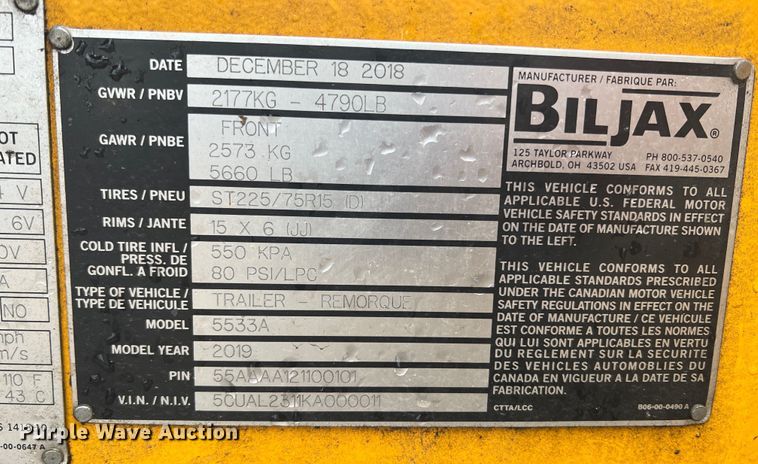 DATE DECEMBER 18 2018
GVWR / PNBV 2177KG - 4790LB
GAWR / PNBE FRONT
2573 KG
5660 LB
TIRES / PNEU ST225/75R15 (D)
RIMS / JANTE 15 X 6 (JJ)
COLD TIRE INFL / PRESS. DE GONFL. A FROID
550 KPA
80 PSI/LPC
TYPE OF VEHICLE / TYPE DE VEHICULE
TRAILER - REMORQUE
MODEL 5533A
MODEL YEAR 2019
PIN 55AAAA121100101
V.I.N. / N.I.V. 5CUAL2311KA000011
MANUFACTURER / FABRIQUE PAR:
BILJAX®
125 TAYLOR PARKWAY PH 800-537-0540
ARCHBOLD, OH 43502 USA FAX 419-445-0367
THIS VEHICLE CONFORMS TO ALL
APPLICABLE U.S. FEDERAL MOTOR
VEHICLE SAFETY STANDARDS IN EFFECT
ON THE DATE OF MANUFACTURE SHOWN
TO THE LEFT.
THIS VEHICLE CONFORMS TO ALL
APPLICABLE STANDARDS PRESCRIBED
UNDER THE CANADIAN MOTOR VEHICLE
SAFETY REGULATIONS IN EFFECT ON THE
DATE OF MANUFACTURE / CE VEHICULE
EST CONFORME A TOUTES LES NORMES
QUI LUI SONT APPLICABLES EN VERTU
DU REGLEMENT SUR LA SECURITE
DES VEHICLES AUTOMOBLIES DU
CANADA EN VIGUEUR A LA DATE DE SA
FABRICATION.
CTTA/LCC B06-00-0490 A
OT
ATED
V
6V
0V
A
NO
mph
m/s
110 F
43 C
-00-0647 A
Purple Wave Auction